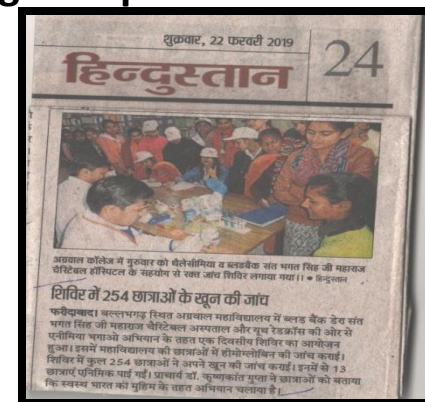 शुक्रवार, 22 फरवरी 2019
हिन्दुस्तान
24
अग्रवाल कॉलेज में गुरुवार को थैलेसीमिया व ब्लडबैंक संत भगत सिंह जी महाराज
चैरिटेबल हॉस्पिटल के सहयोग से रक्त जांच शिविर लगाया गया।। ● हिन्दुस्तान
शिविर में 254 छात्राओं के खून की जांच
फरीदाबाद। बल्लभगढ़ स्थित अग्रवाल महाविद्यालय में ब्लड बैंक डेरा संत
भगत सिंह जी महाराज चैरिटेबल अस्पताल और यूथ रेडक्रॉस की ओर से
एनीमिया भगाओ अभियान के तहत एक दिवसीय शिविर का आयोजन
हुआ। इसमें महाविद्यालय की छात्राओं में हीमोग्लोबिन की जांच कराई।
शिविर में कुल 254 छात्राओं ने अपने खून की जांच कराई। इनमें से 13
छात्राएं एनिमिक पाई गईं। प्राचार्य डॉ. कृष्णकांत गुप्ता ने छात्राओं को बताया
कि स्वस्थ भारत की मुहिम के तहत अभियान चलाया है।